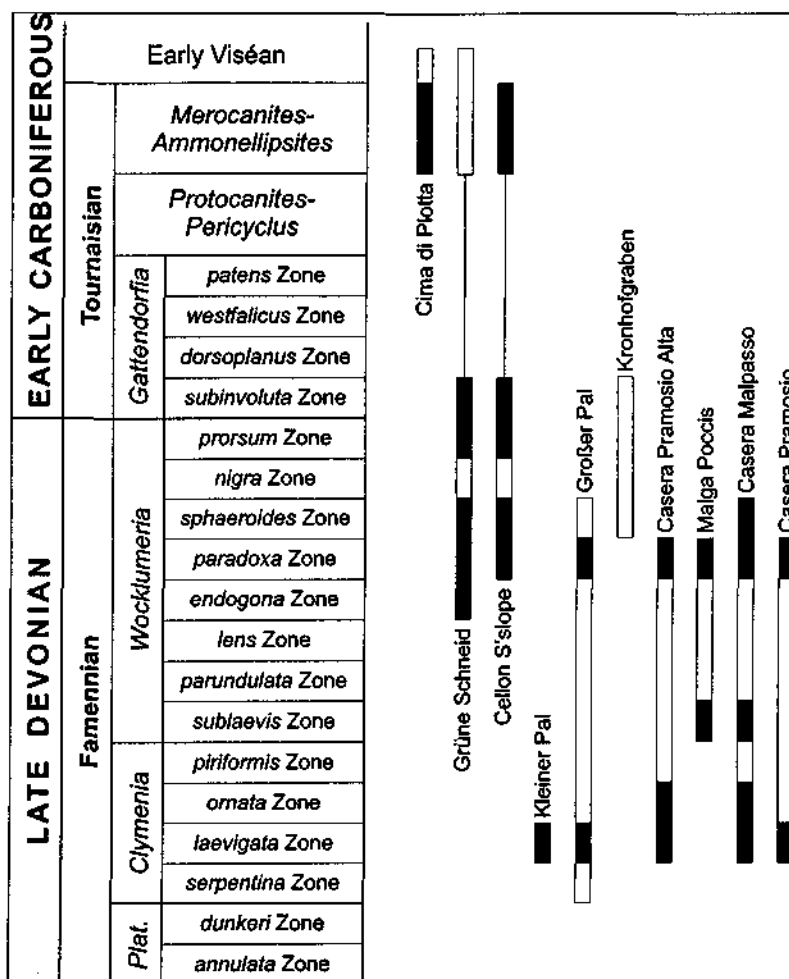 EARLY CARBONIFEROUS
LATE DEVONIAN
Tournaisian
Famennian
Early Viséan
Merocanites-
Ammonellipsites
Protocanites-
Pericyclus
Gattendorfia
patens Zone
westfalicus Zone
dorsoplanus Zone
subinvoluta Zone
Wocklumeria
prorsum Zone
nigra Zone
sphaeroides Zone
paradoxa Zone
endogona Zone
lens Zone
parundulata Zone
sublaevis Zone
Clymenia
piriformis Zone
ornata Zone
laevigata Zone
serpentina Zone
Plat.
dunkeri Zone
annulata Zone
Cima di Plotta
Grüne Schneid
Cellon S'slope
Kleiner Pal
Großer Pal
Kronhofgraben
Casera Pramosio Alta
Malga Poccis
Casera Malpasso
Casera Pramosio